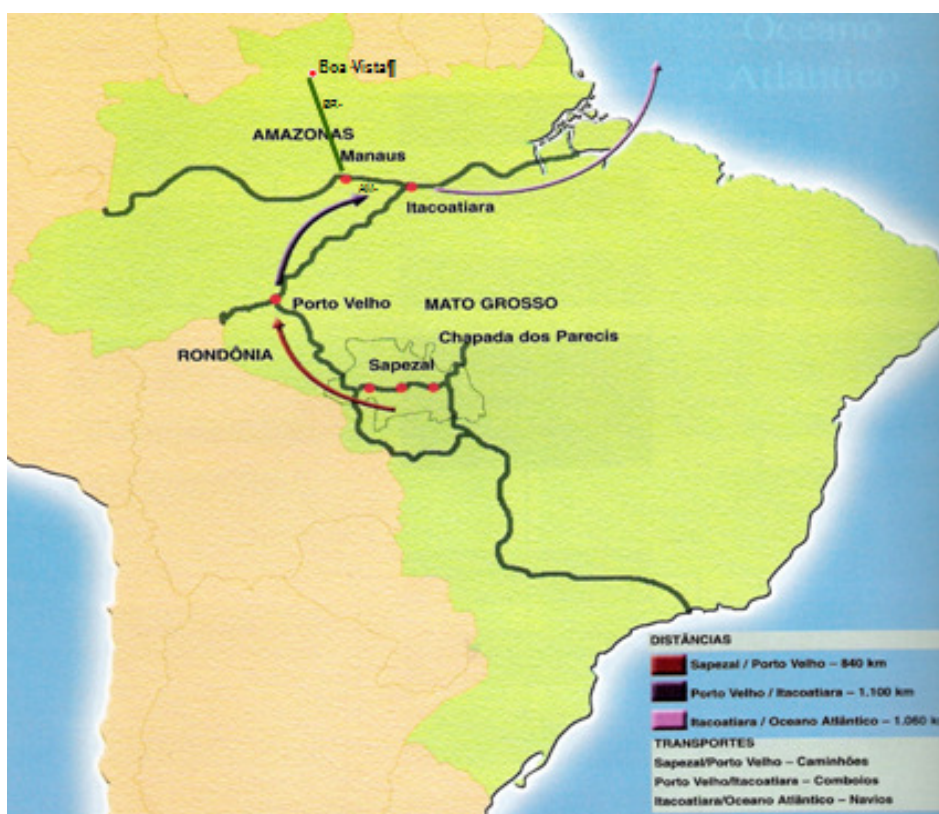 Oceano
Atlântico
Boa Vista¶
BR-
AMAZONAS
Manaus
AM-
Itacoatiara
Porto Velho
MATO GROSSO
Chapada dos Parecis
RONDÔNIA
Sapezal
DISTÂNCIAS
Sapezal / Porto Velho – 840 km
Porto Velho / Itacoatiara – 1.100 km
Itacoatiara / Oceano Atlântico – 1.060 k
TRANSPORTES
Sapezal/Porto Velho – Caminhões
Porto Velho/Itacoatiara – Comboios
Itacoatiara/Oceano Atlântico – Navios